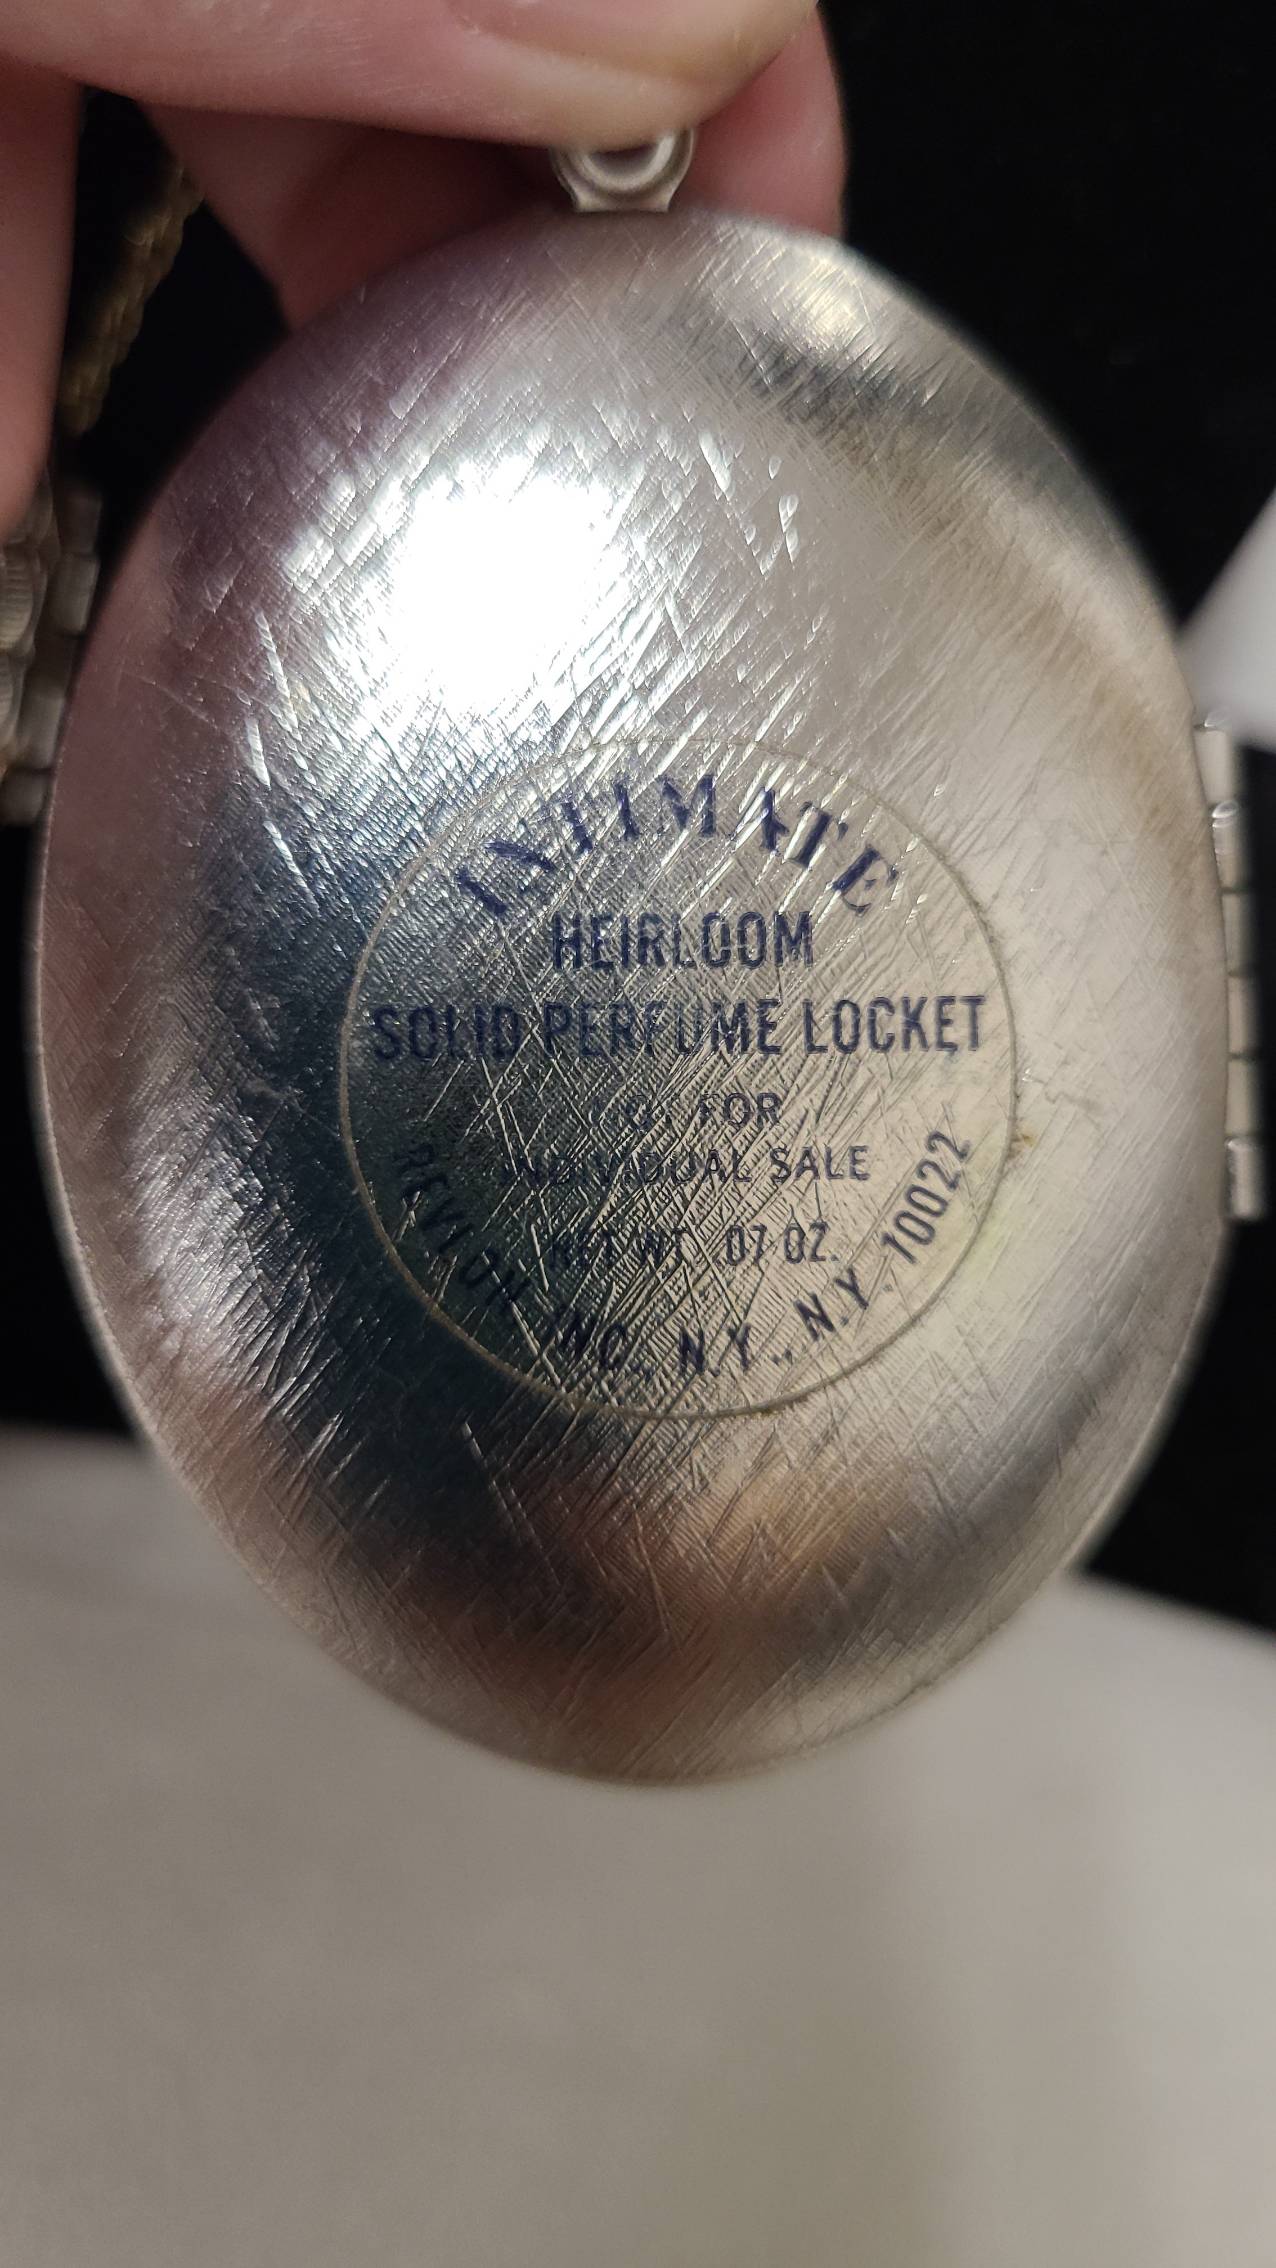 INTIMATE
HEIRLOOM
SOLID PERFUME LOCKET
FOR
INDIVIDUAL SALE
NET WT. .07 OZ.
REVLON INC., N.Y., N.Y. 10022